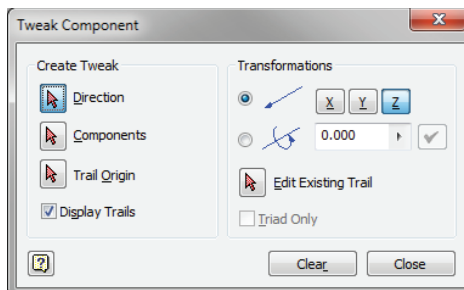 Tweak Component
Create Tweak
Direction
Components
Trail Origin
Display Trails
Transformations
X Y Z
0.000
Edit Existing Trail
Triad Only
?
Clear Close